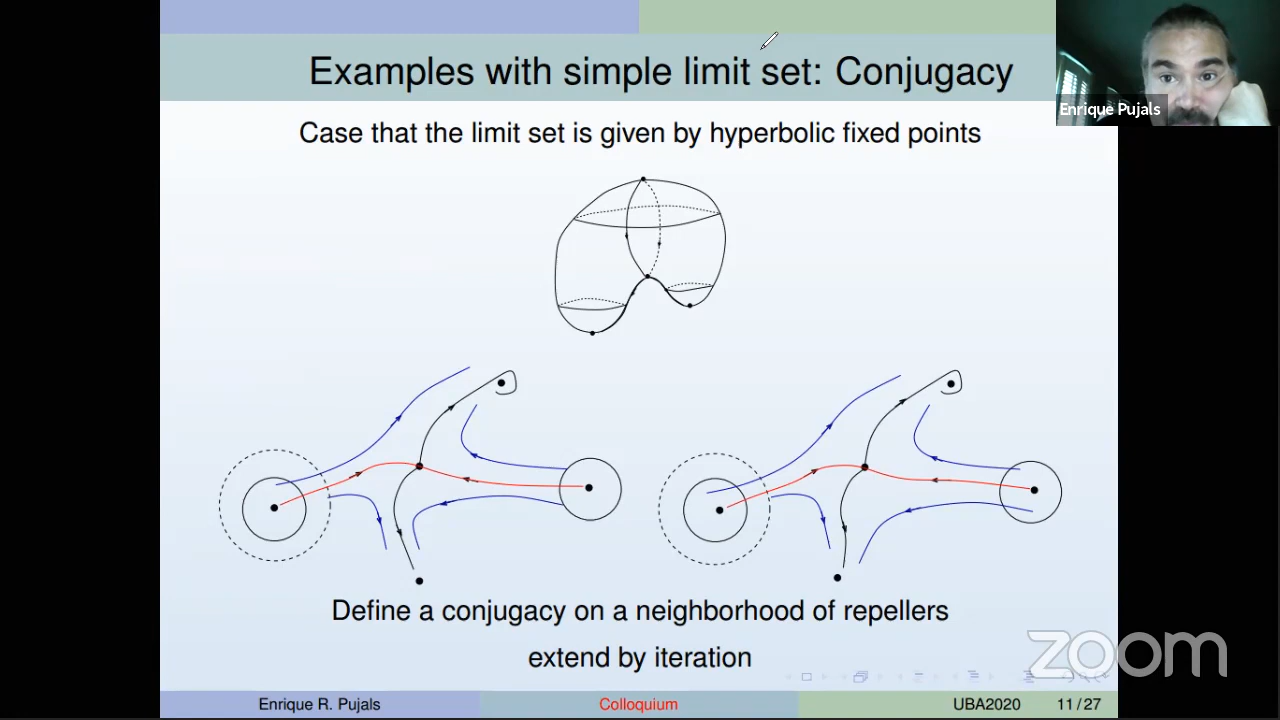 Examples with simple limit set: Conjugacy
Enrique Pujals
Case that the limit set is given by hyperbolic fixed points
Define a conjugacy on a neighborhood of repellers
extend by iteration
zoom
Enrique R. Pujals
Colloquium
UBA2020
11 / 27